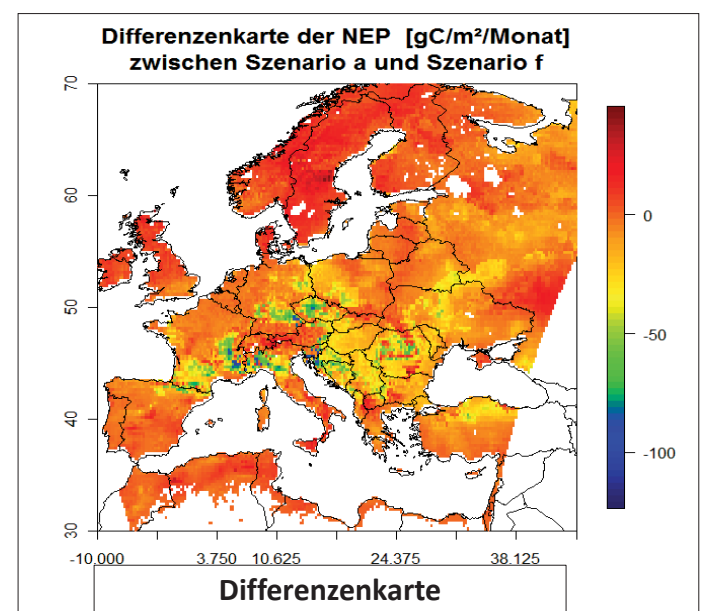 Differenzenkarte der NEP [gC/m²/Monat]
zwischen Szenario a und Szenario f
70
60
50
40
30
-10.000 3.750 10.625 24.375 38.125
0
-50
-100
Differenzenkarte